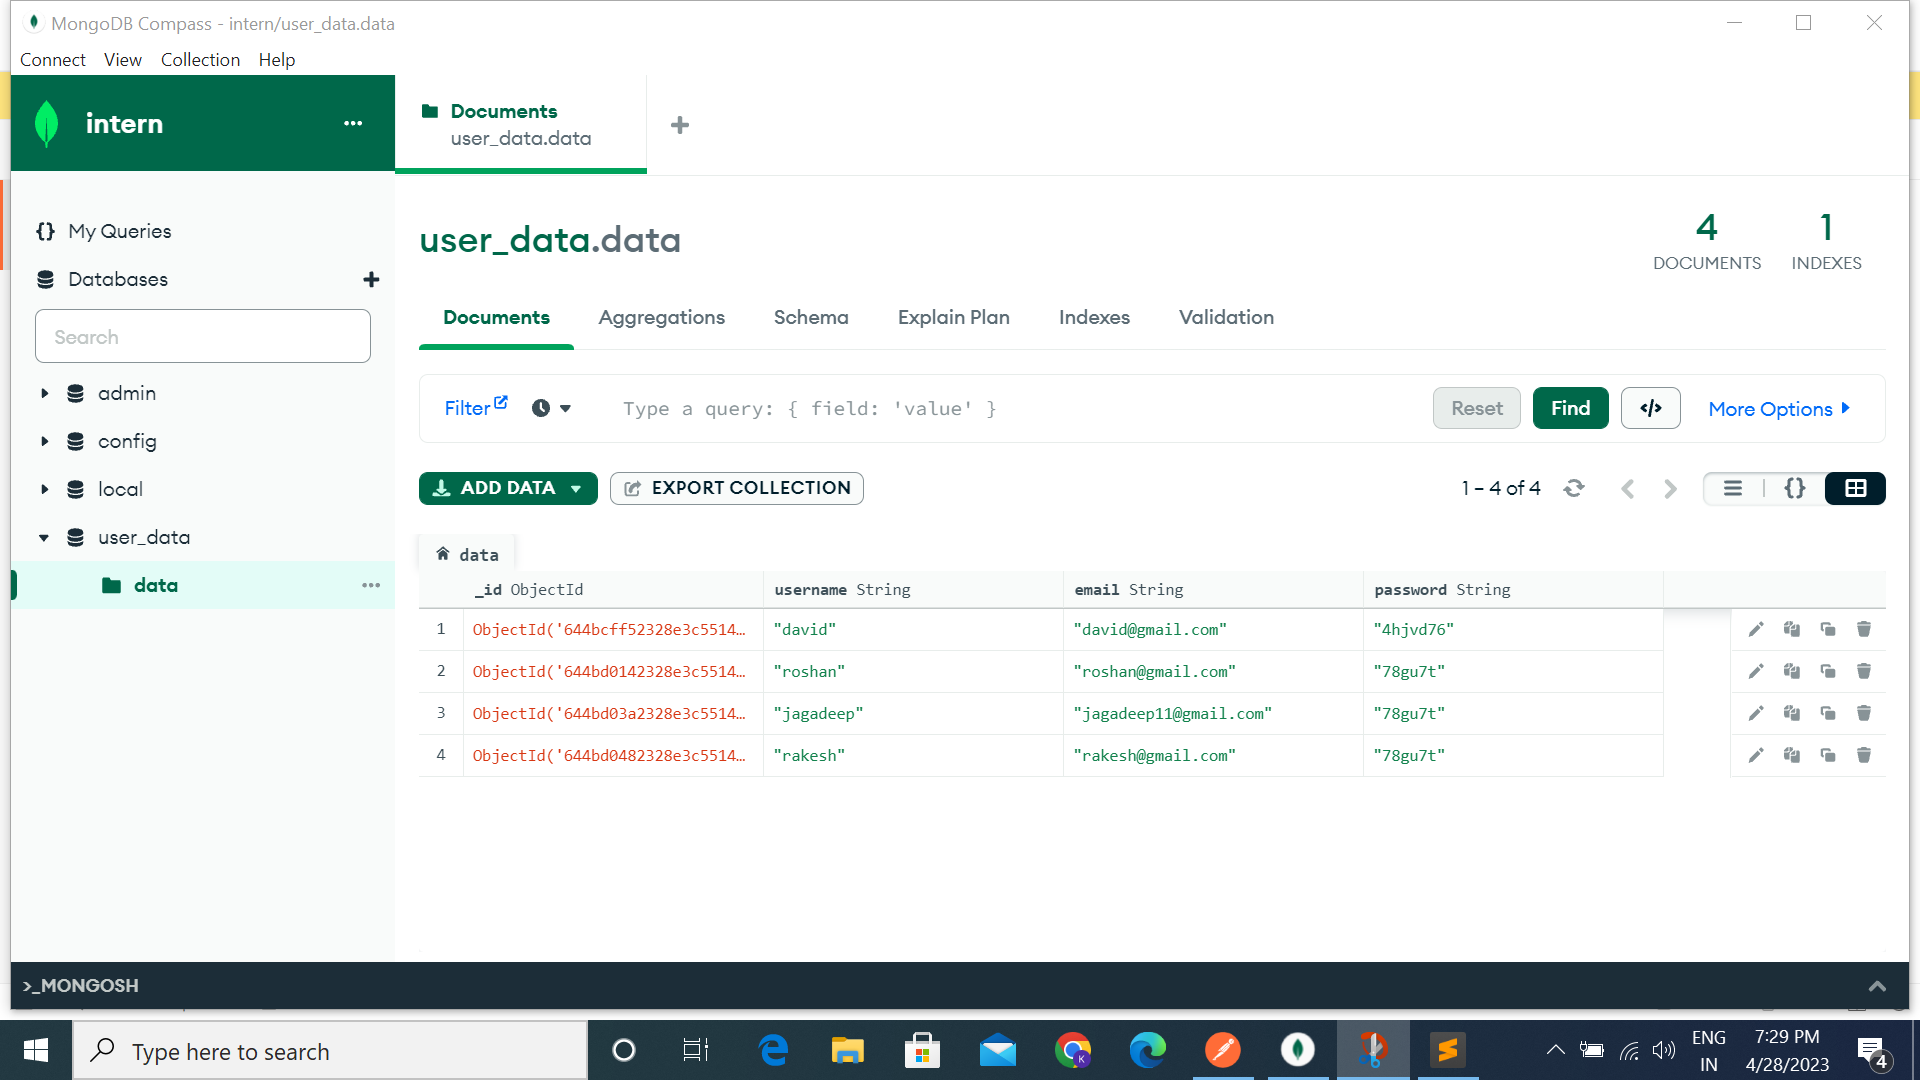 MongoDB Compass - intern/user_data.data
Connect View Collection Help
intern
Documents
user_data.data
My Queries
Databases
Search
admin
config
local
user_data
data
user_data.data
4
DOCUMENTS
1
INDEXES
Documents Aggregations Schema Explain Plan Indexes Validation
Filter Type a query: { field: 'value' } Reset Find </> More Options
ADD DATA EXPORT COLLECTION 1 – 4 of 4 {}
data
_id ObjectId username String email String password String
1 ObjectId('644bcff52328e3c5514… "david" "david@gmail.com" "4hjvd76"
2 ObjectId('644bd0142328e3c5514… "roshan" "roshan@gmail.com" "78gu7t"
3 ObjectId('644bd03a2328e3c5514… "jagadeep" "jagadeep11@gmail.com" "78gu7t"
4 ObjectId('644bd0482328e3c5514… "rakesh" "rakesh@gmail.com" "78gu7t"
>_MONGOSH
Type here to search
K
ENG
IN
7:29 PM
4/28/2023
4